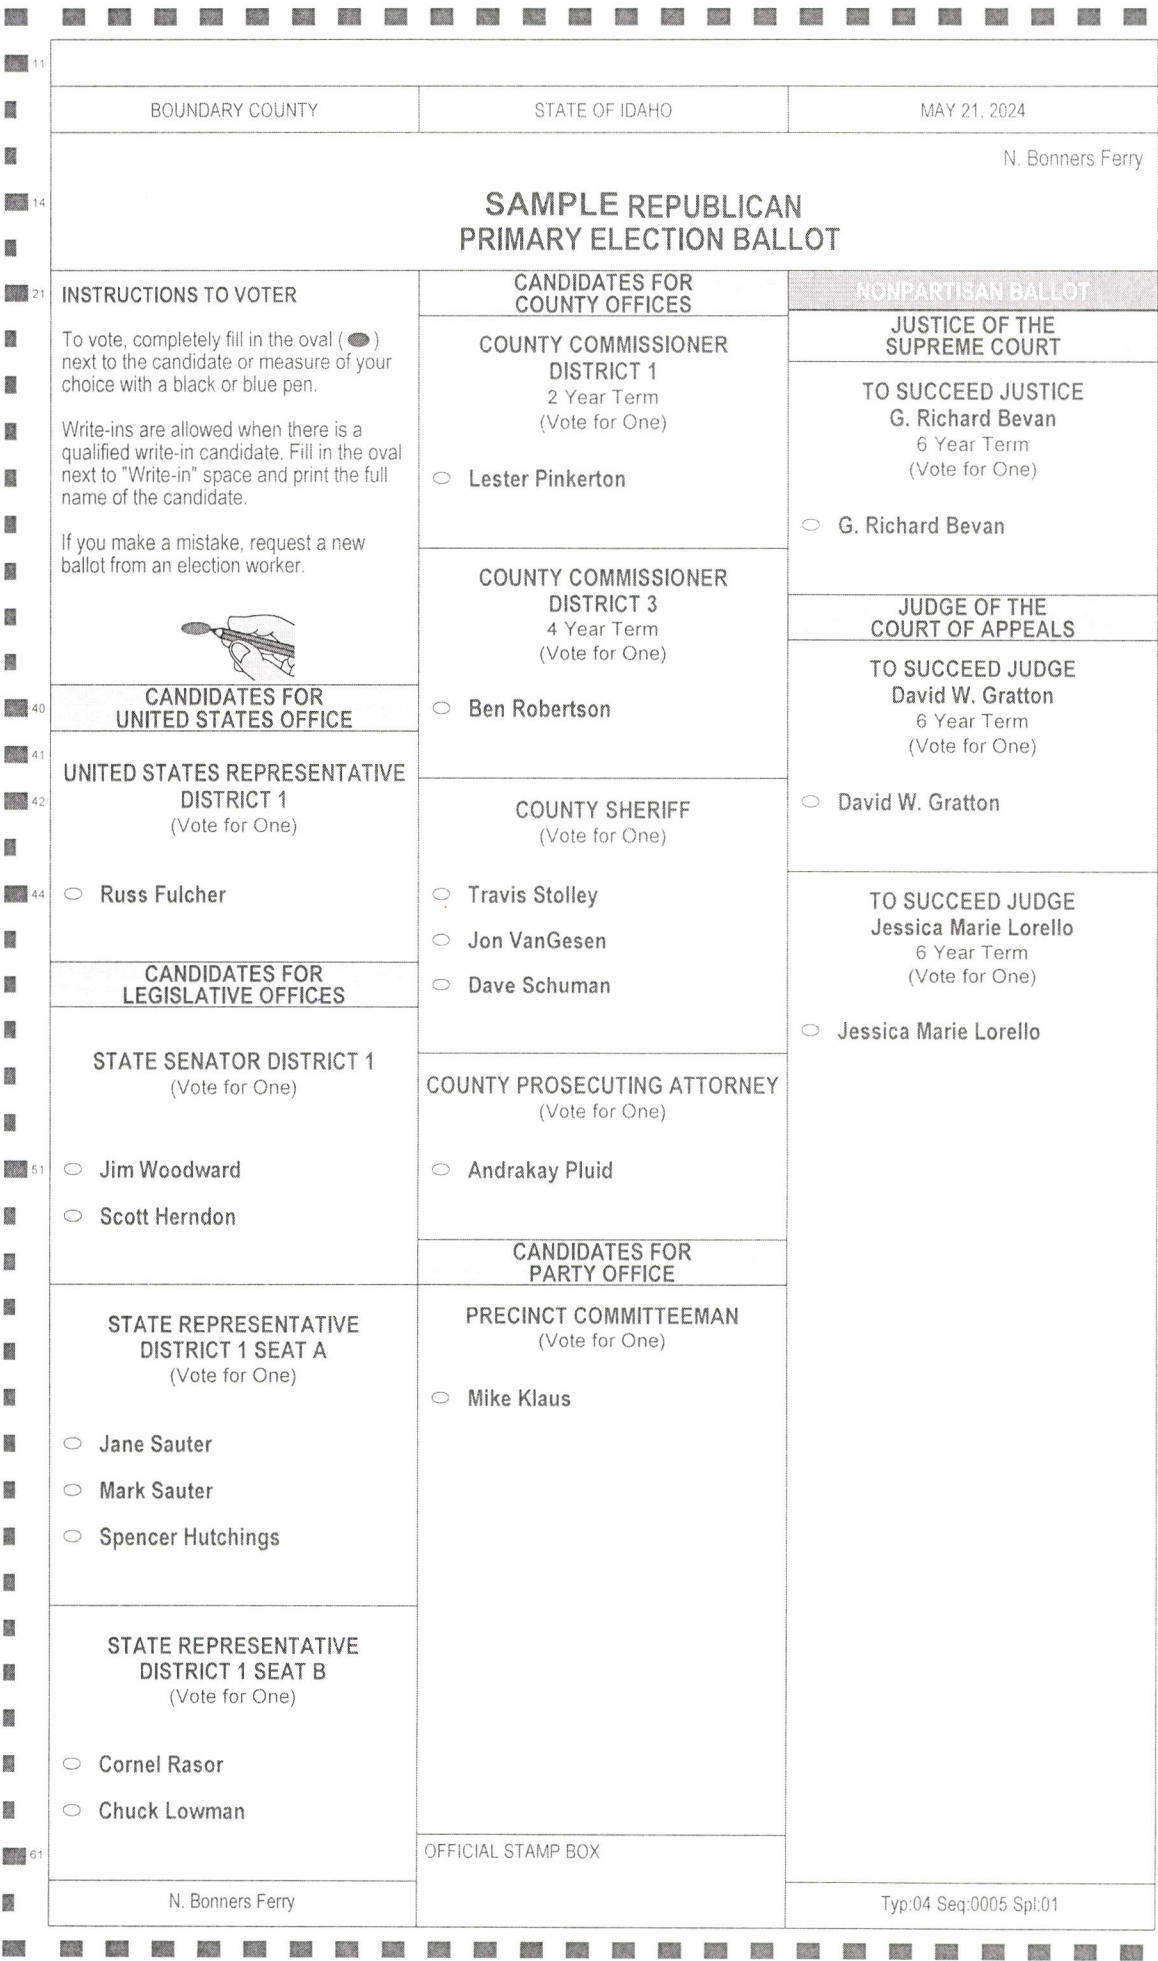 11
BOUNDARY COUNTY
STATE OF IDAHO
MAY 21, 2024
N. Bonners Ferry
14
SAMPLE REPUBLICAN
PRIMARY ELECTION BALLOT
21
INSTRUCTIONS TO VOTER
To vote, completely fill in the oval ( )
next to the candidate or measure of your
choice with a black or blue pen.
Write-ins are allowed when there is a
qualified write-in candidate. Fill in the oval
next to "Write-in" space and print the full
name of the candidate.
If you make a mistake, request a new
ballot from an election worker.
40
CANDIDATES FOR
UNITED STATES OFFICE
41
UNITED STATES REPRESENTATIVE
42
DISTRICT 1
(Vote for One)
44
Russ Fulcher
CANDIDATES FOR
LEGISLATIVE OFFICES
STATE SENATOR DISTRICT 1
(Vote for One)
51
Jim Woodward
Scott Herndon
STATE REPRESENTATIVE
DISTRICT 1 SEAT A
(Vote for One)
Jane Sauter
Mark Sauter
Spencer Hutchings
STATE REPRESENTATIVE
DISTRICT 1 SEAT B
(Vote for One)
Cornel Rasor
Chuck Lowman
61
N. Bonners Ferry
CANDIDATES FOR
COUNTY OFFICES
COUNTY COMMISSIONER
DISTRICT 1
2 Year Term
(Vote for One)
Lester Pinkerton
COUNTY COMMISSIONER
DISTRICT 3
4 Year Term
(Vote for One)
Ben Robertson
COUNTY SHERIFF
(Vote for One)
Travis Stolley
Jon VanGesen
Dave Schuman
COUNTY PROSECUTING ATTORNEY
(Vote for One)
Andrakay Pluid
CANDIDATES FOR
PARTY OFFICE
PRECINCT COMMITTEEMAN
(Vote for One)
Mike Klaus
OFFICIAL STAMP BOX
NONPARTISAN BALLOT
JUSTICE OF THE
SUPREME COURT
TO SUCCEED JUSTICE
G. Richard Bevan
6 Year Term
(Vote for One)
G. Richard Bevan
JUDGE OF THE
COURT OF APPEALS
TO SUCCEED JUDGE
David W. Gratton
6 Year Term
(Vote for One)
David W. Gratton
TO SUCCEED JUDGE
Jessica Marie Lorello
6 Year Term
(Vote for One)
Jessica Marie Lorello
Typ:04 Seq:0005 Spl:01